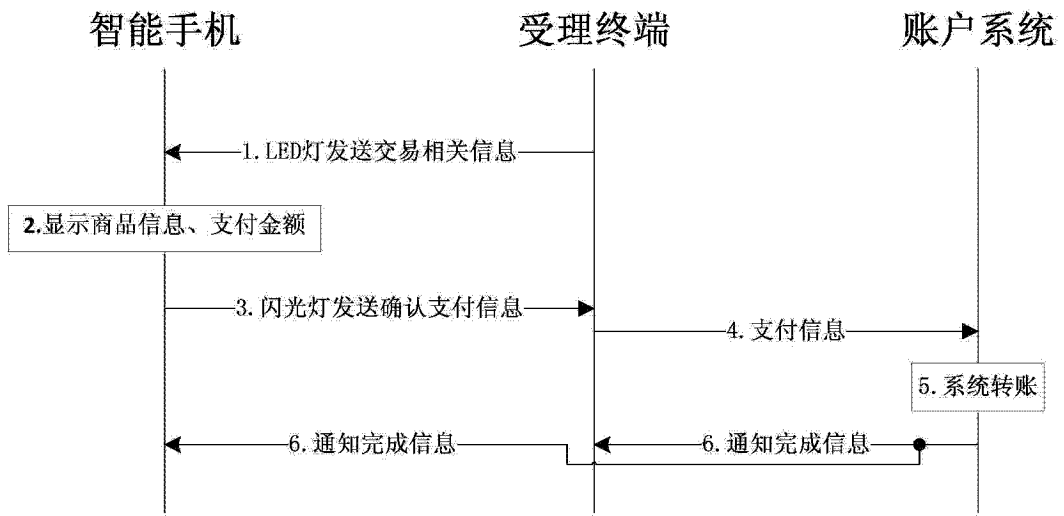 智能手机
受理终端
账户系统
1.LED灯发送交易相关信息
2.显示商品信息、支付金额
3.闪光灯发送确认支付信息
4.支付信息
5.系统转账
6.通知完成信息
6.通知完成信息